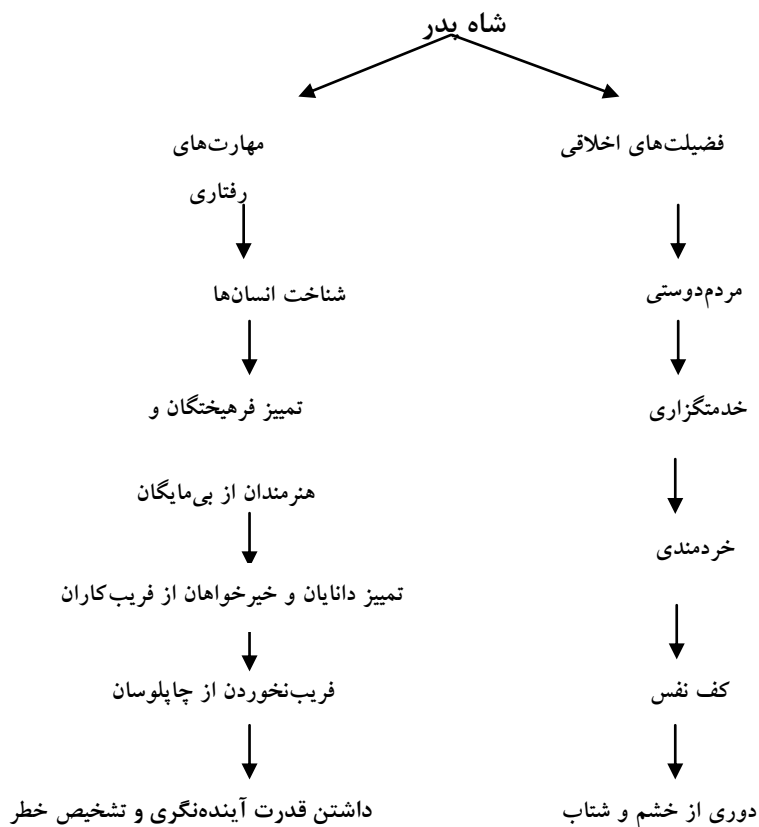 شاه پدر
فضیلت‌های اخلاقی
مهارت‌های
رفتاری
مردم‌دوستی
شناخت انسان‌ها
خدمتگزاری
تمییز فرهیختگان و
هنرمندان از بی‌مایگان
خردمندی
تمییز دانایان و خیرخواهان از فریب‌کاران
کف نفس
فریب‌نخوردن از چاپلوسان
دوری از خشم و شتاب
داشتن قدرت آینده‌نگری و تشخیص خطر